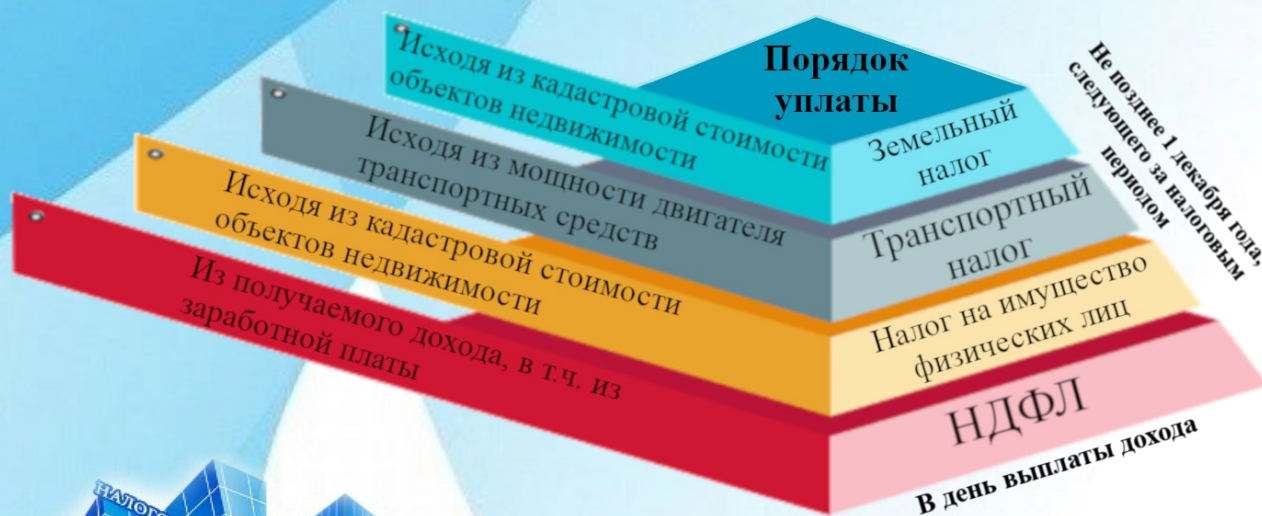 Порядок
уплаты
Исходя из кадастровой стоимости
объектов недвижимости
Земельный
налог
Исходя из мощности двигателя
транспортных средств
Транспортный
налог
Исходя из кадастровой стоимости
объектов недвижимости
Налог на имущество
физических лиц
Из получаемого дохода, в т.ч. из
заработной платы
НДФЛ
Не позднее 1 декабря года,
следующего за налоговым
периодом
В день выплаты дохода